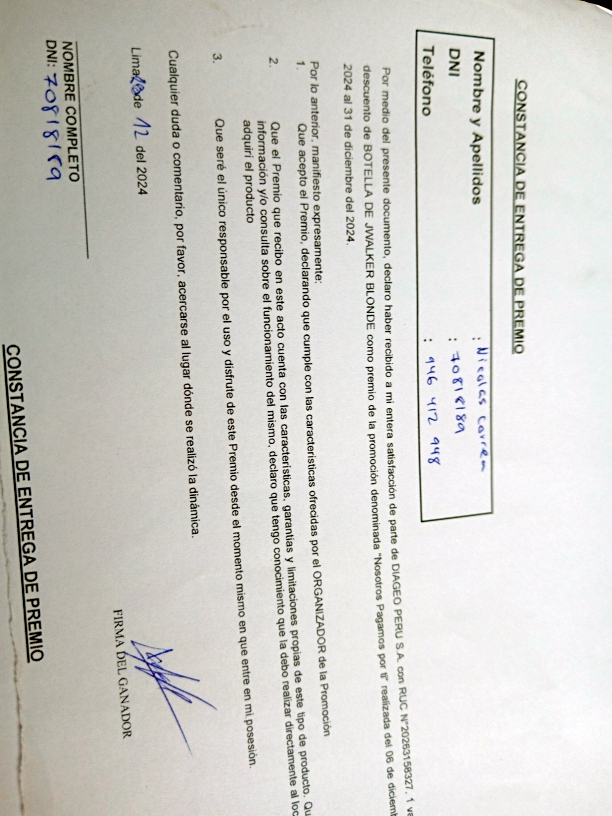 CONSTANCIA DE ENTREGA DE PREMIO
Nombre y Apellidos : Nicolas Correa
DNI : 70818189
Teléfono : 946 412 948
Por medio del presente documento, declaro haber recibido a mi entera satisfacción de parte de DIAGEO PERU S.A. con RUC N°20263158327. 1
descuento de BOTELLA DE JWALKER BLONDE como premio de la promoción denominada "Nosotros Pagamos por ti" realizada del 06 de
2024 al 31 de diciembre del 2024.
Por lo anterior, manifiesto expresamente:
1. Que acepto el Premio, declarando que cumple con las características ofrecidas por el ORGANIZADOR de la Promoción
2. Que el Premio que recibo en este acto cuenta con las características, garantías y limitaciones propias de este tipo de producto.
información y/o consulta sobre el funcionamiento del mismo, declaro que tengo conocimiento que la debo realizar directamente al
adquirí el producto
3. Que seré el único responsable por el uso y disfrute de este Premio desde el momento mismo en que entre en mi posesión.
Cualquier duda o comentario, por favor, acercarse al lugar dónde se realizó la dinámica.
Lima de 12 del 2024
FIRMA DEL GANADOR
NOMBRE COMPLETO
DNI: 70818189
CONSTANCIA DE ENTREGA DE PREMIO